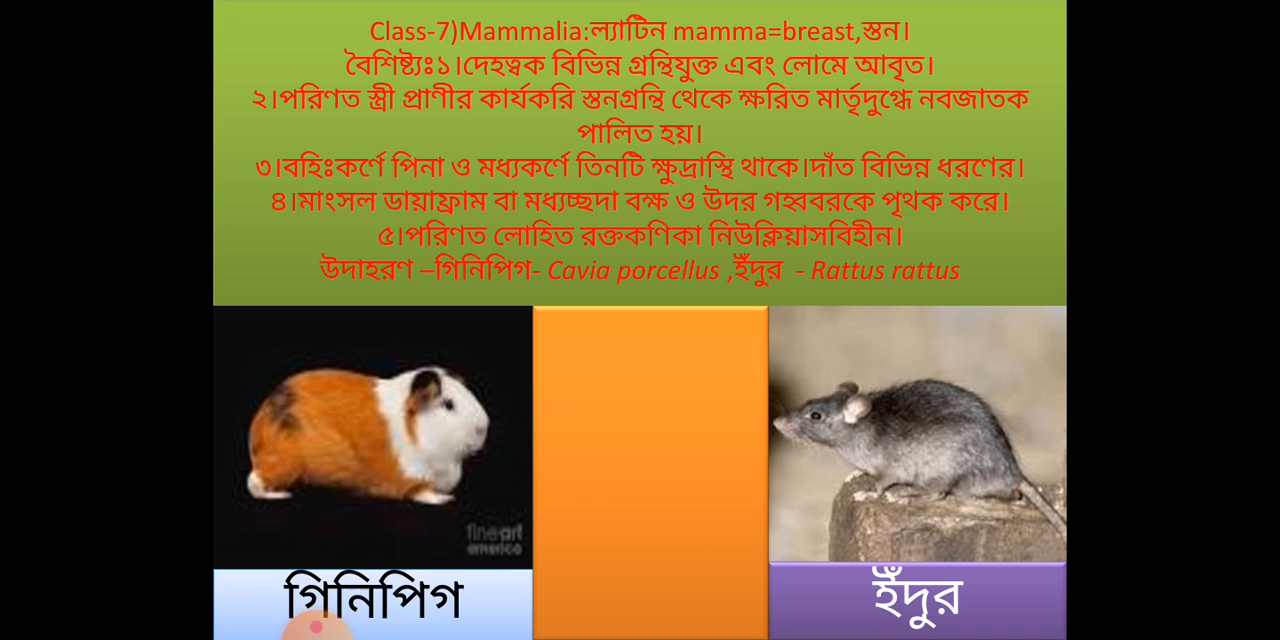 Class-7)Mammalia:ল্যাটিন mamma=breast,স্তন।
বৈশিষ্ট্যঃ১।দেহত্বক বিভিন্ন গ্রন্থিযুক্ত এবং লোমে আবৃত।
২।পরিণত স্ত্রী প্রাণীর কার্যকরি স্তনগ্রন্থি থেকে ক্ষরিত মার্তৃদুগ্ধে নবজাতক
পালিত হয়।
৩।বহিঃকর্ণে পিনা ও মধ্যকর্ণে তিনটি ক্ষুদ্রাস্থি থাকে।দাঁত বিভিন্ন ধরণের।
৪।মাংসল ডায়াফ্রাম বা মধ্যচ্ছদা বক্ষ ও উদর গহ্ববরকে পৃথক করে।
৫।পরিণত লোহিত রক্তকণিকা নিউক্লিয়াসবিহীন।
উদাহরণ –গিনিপিগ- Cavia porcellus ,ইঁদুর - Rattus rattus
fineart
america
গিনিপিগ
ইঁদুর